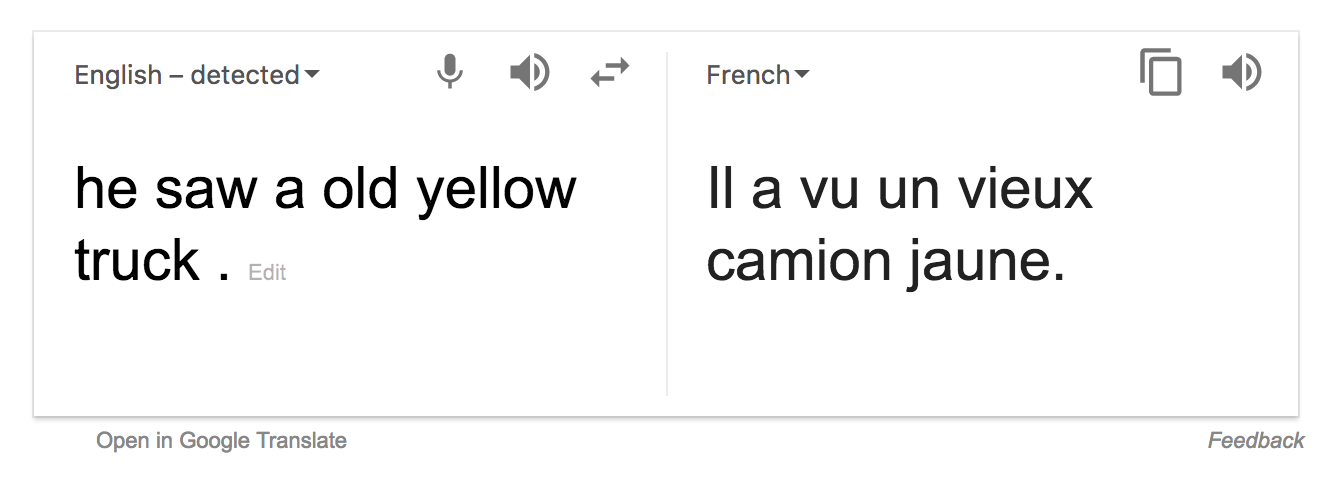 English – detected
French
he saw a old yellow
truck . Edit
Il a vu un vieux
camion jaune.
Open in Google Translate
Feedback